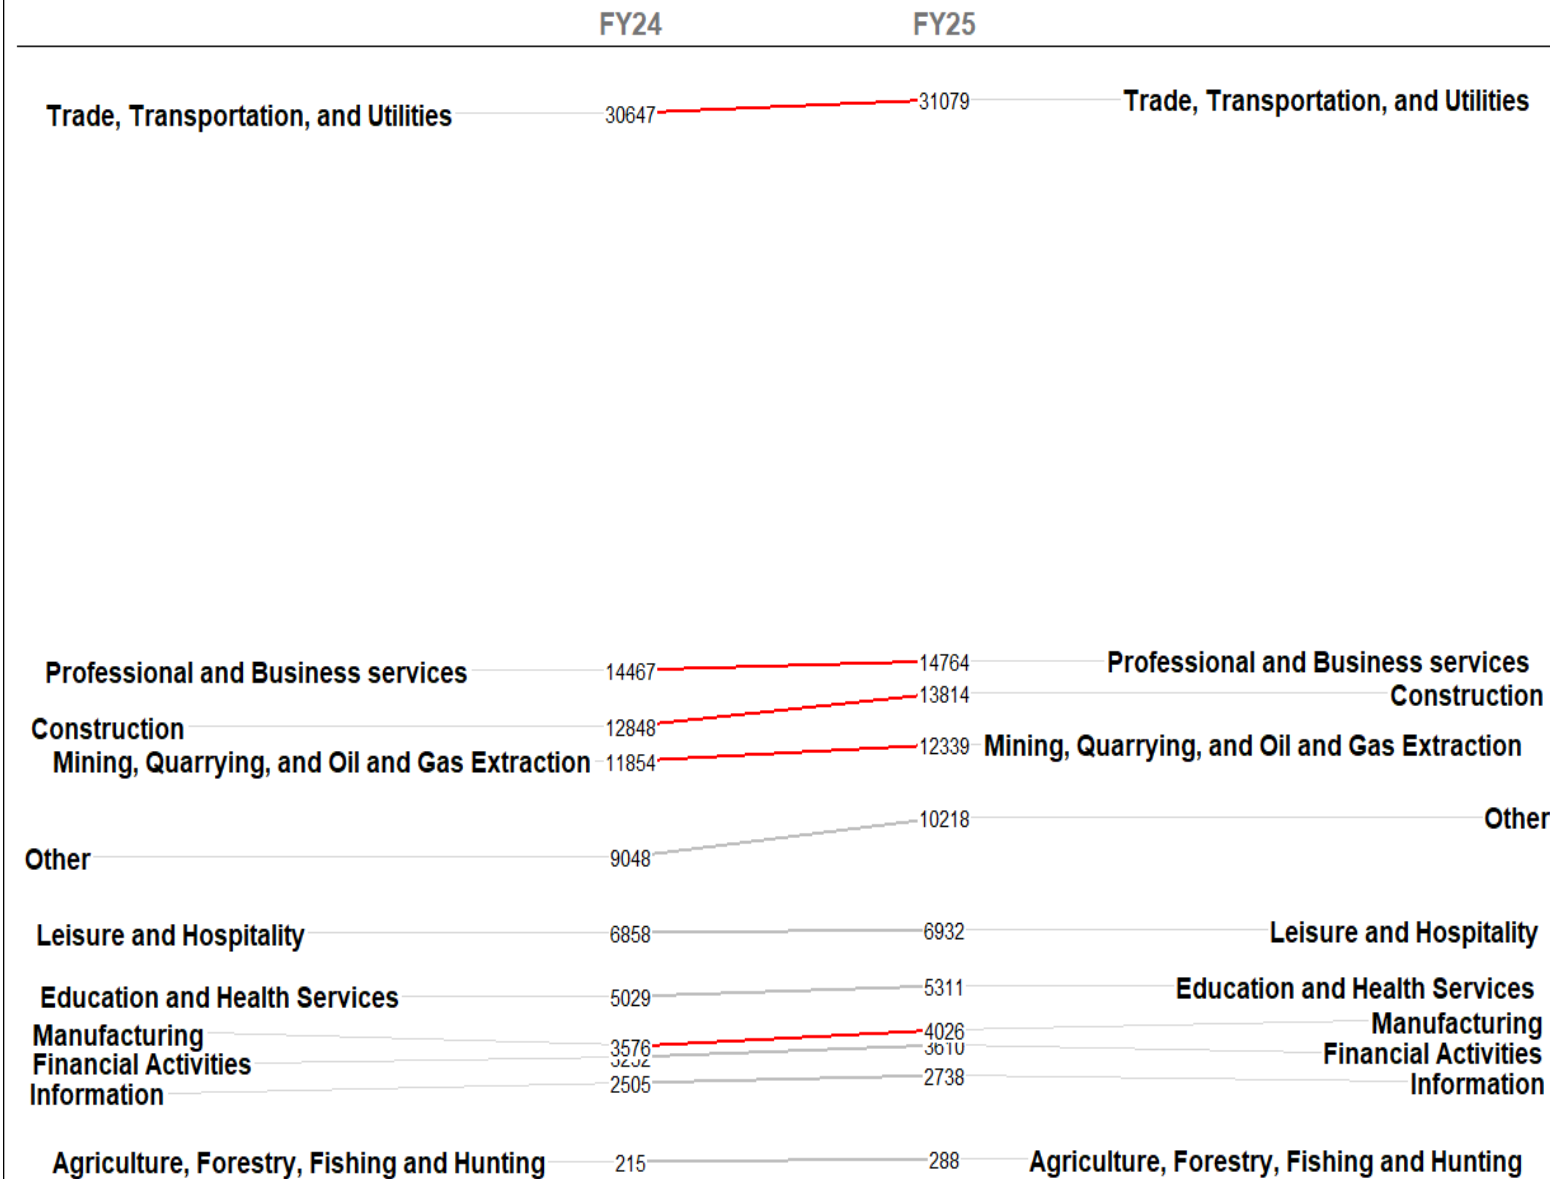 FY24 FY25
Trade, Transportation, and Utilities 30647 31079 Trade, Transportation, and Utilities
Professional and Business services 14467 14764 Professional and Business services
Construction 12848 13814 Construction
Mining, Quarrying, and Oil and Gas Extraction 11854 12339 Mining, Quarrying, and Oil and Gas Extraction
Other 9048 10218 Other
Leisure and Hospitality 6858 6932 Leisure and Hospitality
Education and Health Services 5029 5311 Education and Health Services
Manufacturing 3576 4026 Manufacturing
Financial Activities 3610 Financial Activities
Information 2505 2738 Information
Agriculture, Forestry, Fishing and Hunting 215 288 Agriculture, Forestry, Fishing and Hunting